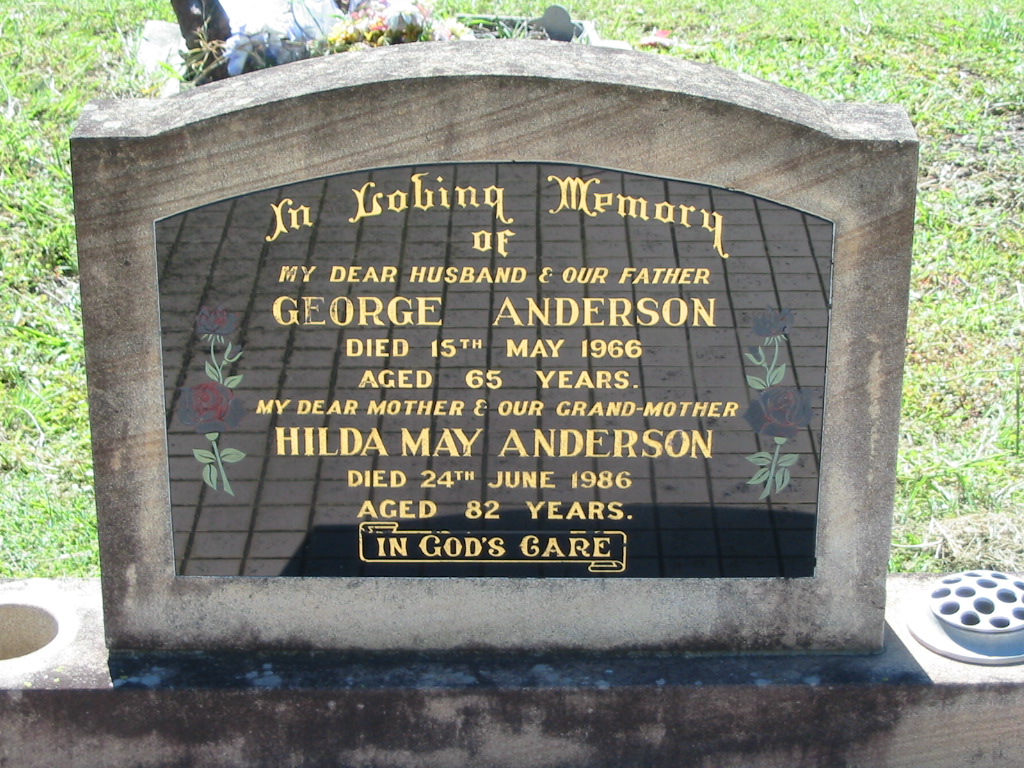 In Loving Memory
of
MY DEAR HUSBAND & OUR FATHER
GEORGE ANDERSON
DIED 15TH MAY 1966
AGED 65 YEARS.
MY DEAR MOTHER & OUR GRAND-MOTHER
HILDA MAY ANDERSON
DIED 24TH JUNE 1986
AGED 82 YEARS.
IN GOD'S CARE